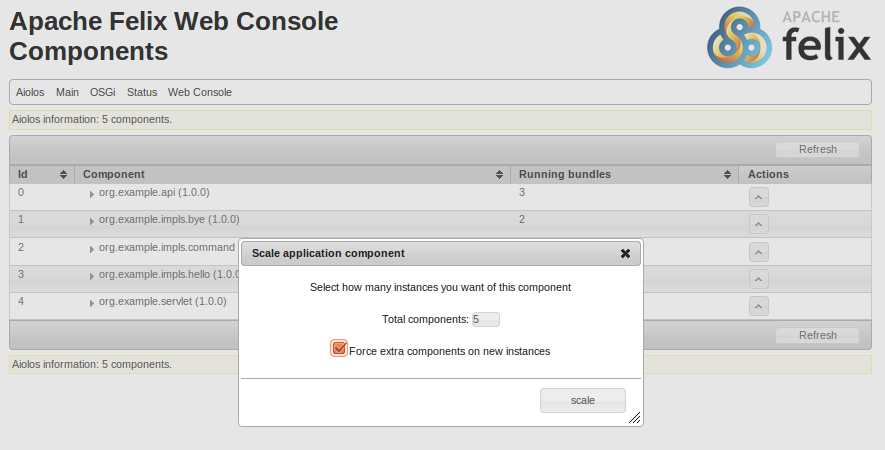 Apache Felix Web Console
Components
APACHE
felix
Aiolos Main OSGi Status Web Console
Aiolos information: 5 components.
Refresh
Id Component Running bundles Actions
0 org.example.api (1.0.0) 3
1 org.example.impls.bye (1.0.0) 2
2 org.example.impls.command
3 org.example.impls.hello (1.0.0
4 org.example.servlet (1.0.0)
Scale application component
Select how many instances you want of this component
Total components: 5
Force extra components on new instances
scale
Refresh
Aiolos information: 5 components.